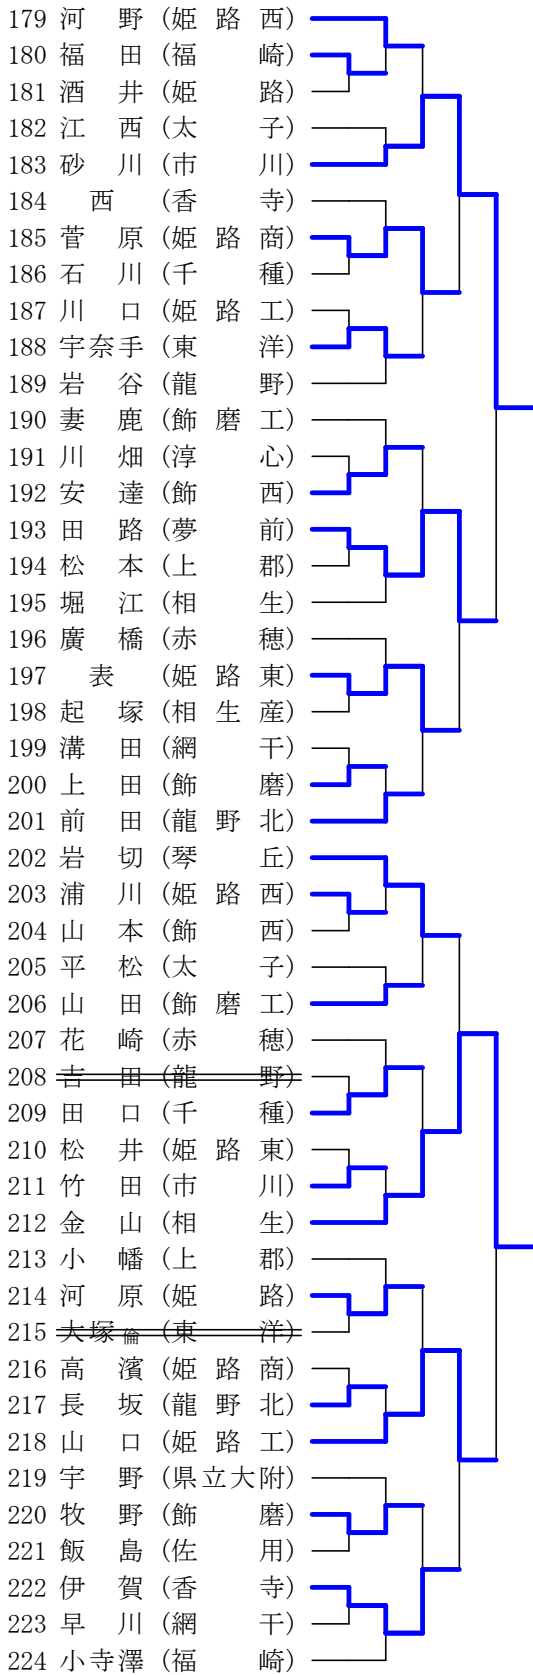 179 河 野 (姫 路 西)
180 福 田 (福 崎)
181 酒 井 (姫 路)
182 江 西 (太 子)
183 砂 川 (市 川)
184 西 (香 寺)
185 菅 原 (姫 路 商)
186 石 川 (千 種)
187 川 口 (姫 路 工)
188 宇奈手 (東 洋)
189 岩 谷 (龍 野)
190 妻 鹿 (飾 磨 工)
191 川 畑 (淳 心)
192 安 達 (飾 西)
193 田 路 (夢 前)
194 松 本 (上 郡)
195 堀 江 (相 生)
196 廣 橋 (赤 穂)
197 表 (姫 路 東)
198 起 塚 (相 生 産)
199 溝 田 (網 干)
200 上 田 (飾 磨)
201 前 田 (龍 野 北)
202 岩 切 (琴 丘)
203 浦 川 (姫 路 西)
204 山 本 (飾 西)
205 平 松 (太 子)
206 山 田 (飾 磨 工)
207 花 崎 (赤 穂)
208 吉 田 (龍 野)
209 田 口 (千 種)
210 松 井 (姫 路 東)
211 竹 田 (市 川)
212 金 山 (相 生)
213 小 幡 (上 郡)
214 河 原 (姫 路)
215 大塚 倫 (東 洋)
216 高 濱 (姫 路 商)
217 長 坂 (龍 野 北)
218 山 口 (姫 路 工)
219 宇 野 (県立大附)
220 牧 野 (飾 磨)
221 飯 島 (佐 用)
222 伊 賀 (香 寺)
223 早 川 (網 干)
224 小寺澤 (福 崎)